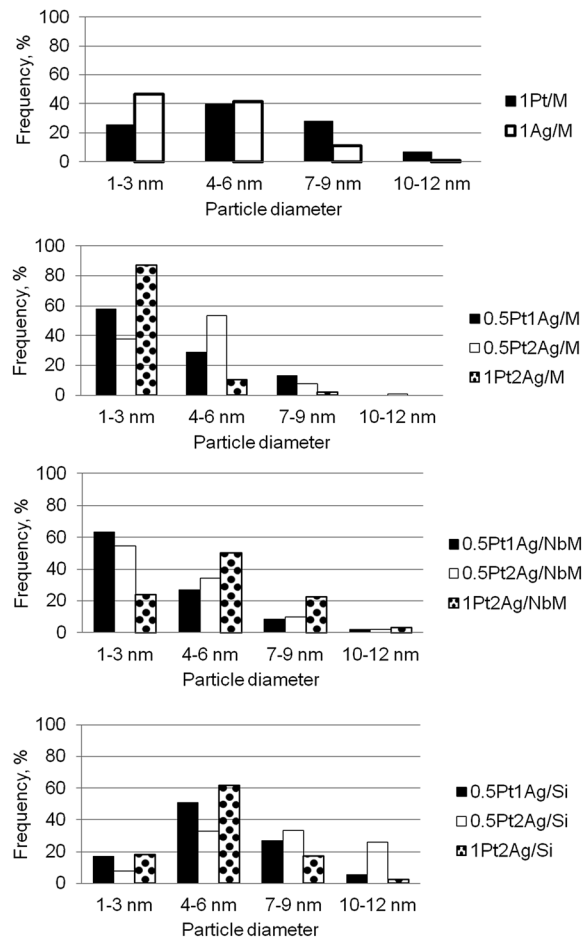 Frequency, %
100
80
60
40
20
0
1-3 nm 4-6 nm 7-9 nm 10-12 nm
Particle diameter
1Pt/M
1Ag/M
Frequency, %
100
80
60
40
20
0
1-3 nm 4-6 nm 7-9 nm 10-12 nm
Particle diameter
0.5Pt1Ag/M
0.5Pt2Ag/M
1Pt2Ag/M
Frequency, %
100
80
60
40
20
0
1-3 nm 4-6 nm 7-9 nm 10-12 nm
Particle diameter
0.5Pt1Ag/NbM
0.5Pt2Ag/NbM
1Pt2Ag/NbM
Frequency, %
100
80
60
40
20
0
1-3 nm 4-6 nm 7-9 nm 10-12 nm
Particle diameter
0.5Pt1Ag/Si
0.5Pt2Ag/Si
1Pt2Ag/Si